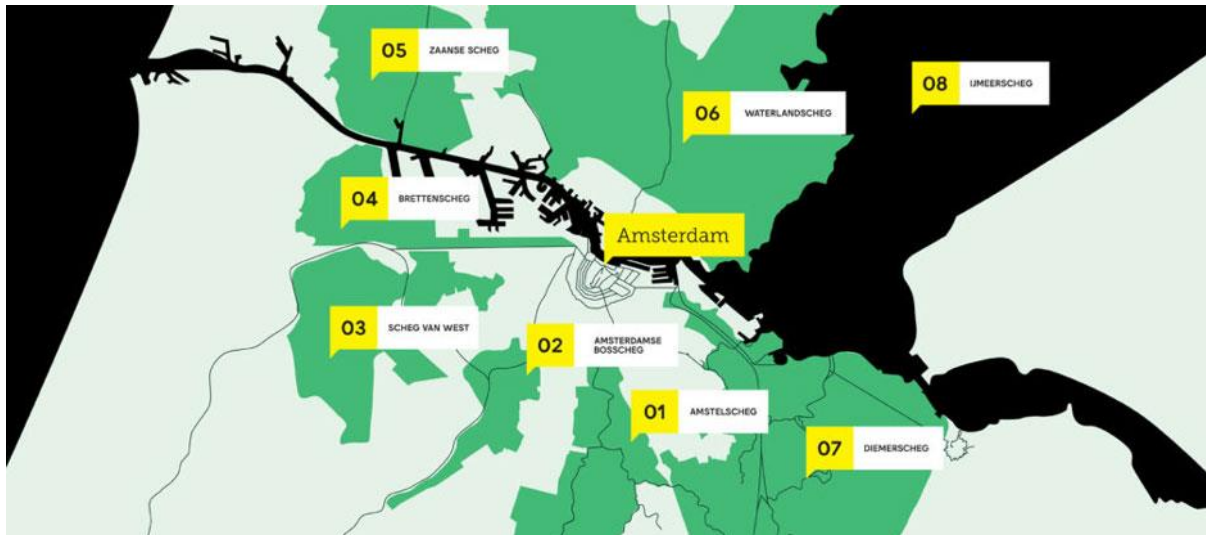 05 ZAANSE SCHEG
08 IJMEERSCHEG
06 WATERLANDSCHEG
04 BRETTENSCHEG
Amsterdam
03 SCHEG VAN WEST
02 AMSTERDAMSE
BOSSCHEG
01 AMSTELSCHEG
07 DIEMERSCHEG